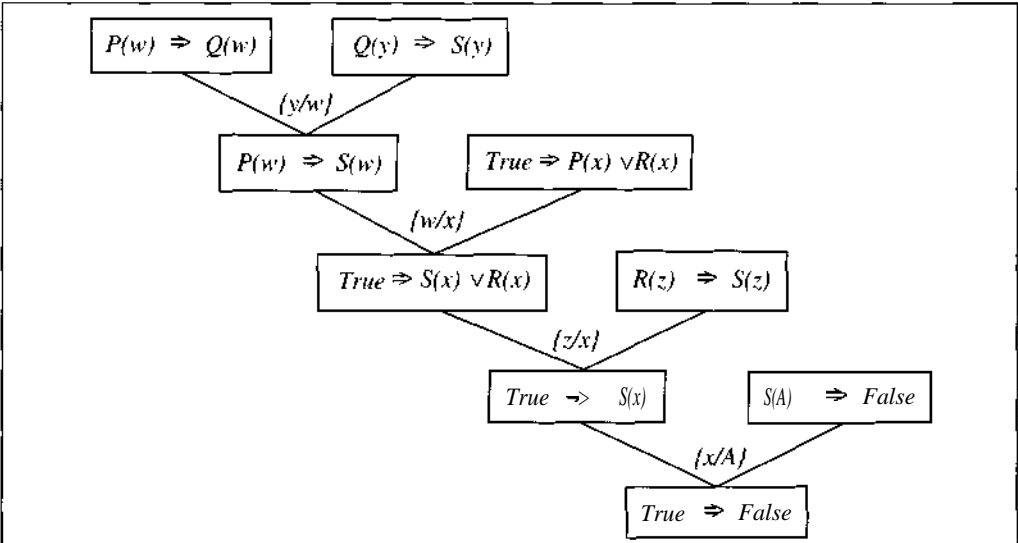 P(w) ⇒ Q(w) Q(y) ⇒ S(y)
{y/w}
P(w) ⇒ S(w) True ⇒ P(x) ∨R(x)
{w/x}
True ⇒ S(x) ∨R(x) R(z) ⇒ S(z)
{z/x}
True ¬> S(x) S(A) ⇒ False
{x/A}
True ⇒ False